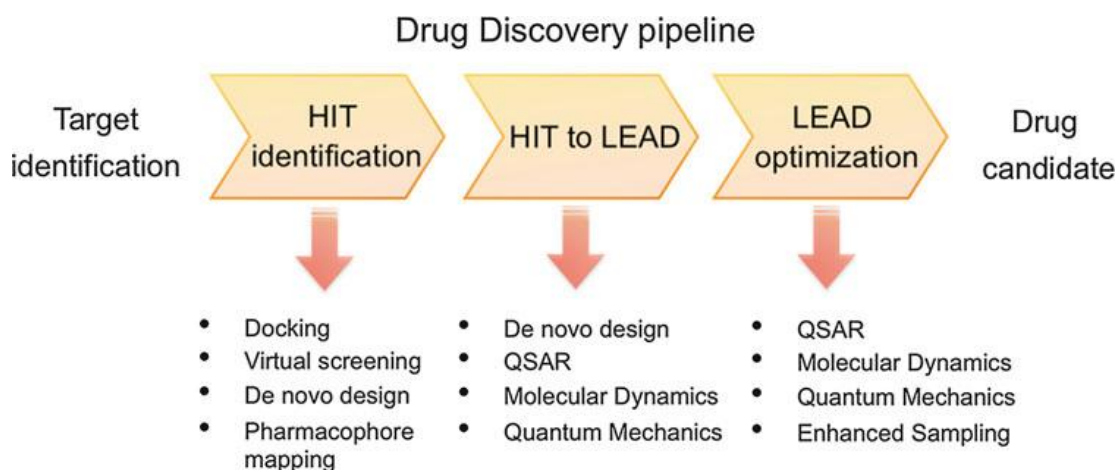 Drug Discovery pipeline
Target
identification
HIT
identification
HIT to LEAD
LEAD
optimization
Drug
candidate
• Docking
• Virtual screening
• De novo design
• Pharmacophore
mapping
• De novo design
• QSAR
• Molecular Dynamics
• Quantum Mechanics
• QSAR
• Molecular Dynamics
• Quantum Mechanics
• Enhanced Sampling